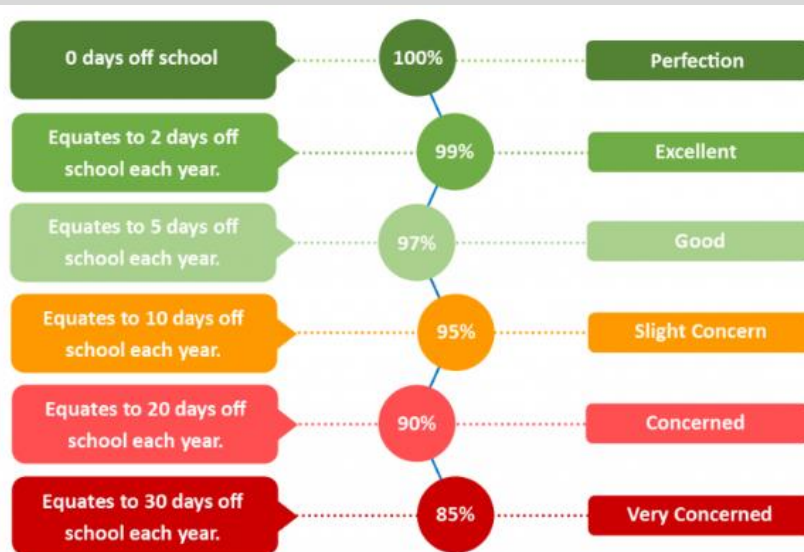 0 days off school
100%
Perfection
Equates to 2 days off
school each year.
99%
Excellent
Equates to 5 days off
school each year.
97%
Good
Equates to 10 days off
school each year.
95%
Slight Concern
Equates to 20 days off
school each year.
90%
Concerned
Equates to 30 days off
school each year.
85%
Very Concerned